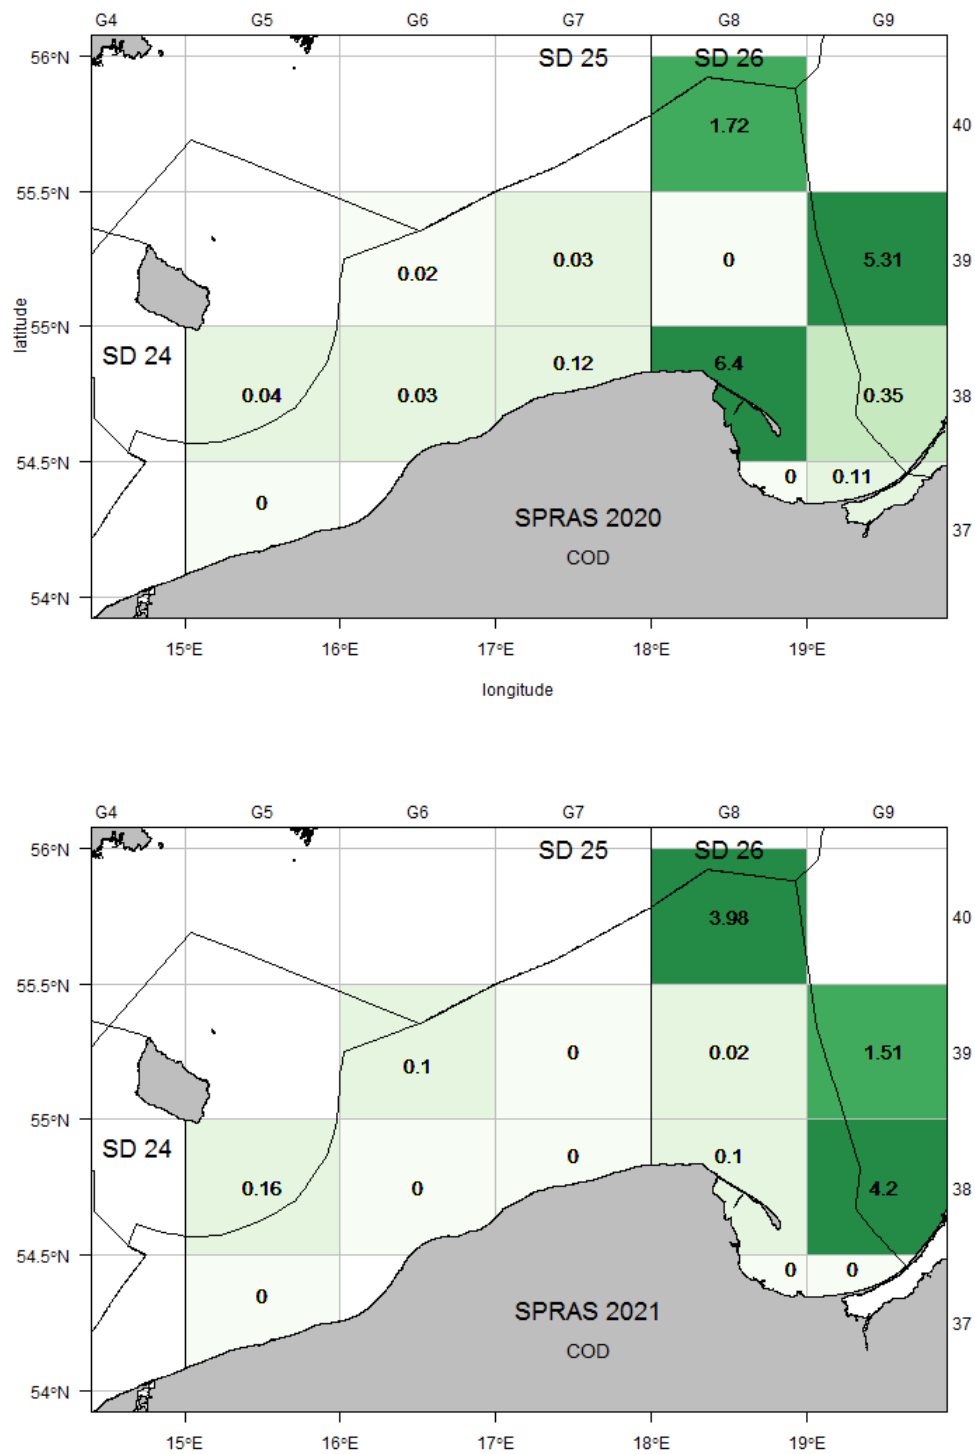 G4 G5 G6 G7 G8 G9
56°N SD 25 SD 26
1.72 40
55.5°N
0.02 0.03 0 5.31 39
55°N
latitude
SD 24 0.12 6.4
0.04 0.03 0.35 38
54.5°N
0 0.11
0
SPRAS 2020
37
COD
54°N
15°E 16°E 17°E 18°E 19°E
longitude
G4 G5 G6 G7 G8 G9
56°N SD 25 SD 26
3.98 40
55.5°N
0.1 0 0.02 1.51 39
55°N
SD 24 0 0.1
0.16 0 4.2 38
54.5°N
0 0
0
SPRAS 2021
37
COD
54°N
15°E 16°E 17°E 18°E 19°E